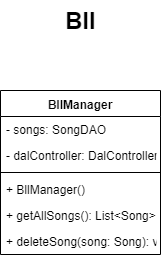 Bll
BllManager
- songs: SongDAO
- dalController: DalController
+ BllManager()
+ getAllSongs(): List<Song>
+ deleteSong(song: Song):